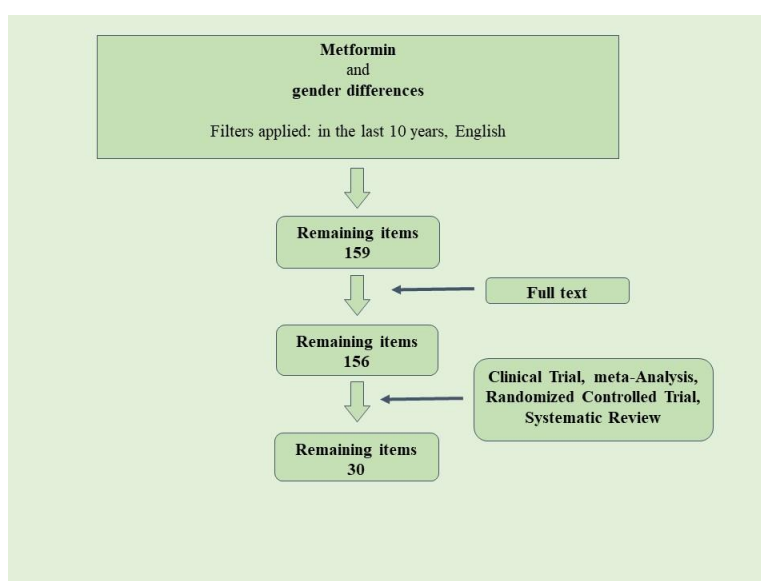 Metformin
and
gender differences
Filters applied: in the last 10 years, English
Remaining items
159
Full text
Remaining items
156
Clinical Trial, meta-Analysis,
Randomized Controlled Trial,
Systematic Review
Remaining items
30